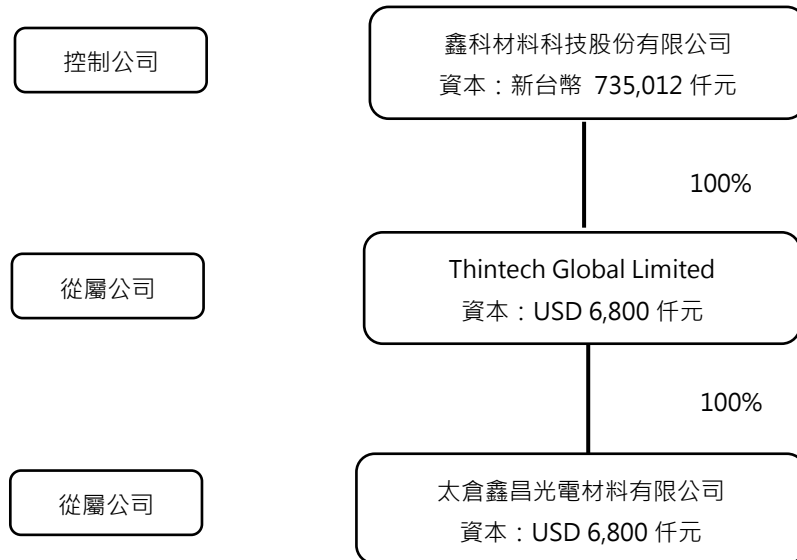 控制公司
鑫科材料科技股份有限公司
資本：新台幣 735,012 仟元
100%
從屬公司
Thintech Global Limited
資本：USD 6,800 仟元
100%
從屬公司
太倉鑫昌光電材料有限公司
資本：USD 6,800 仟元